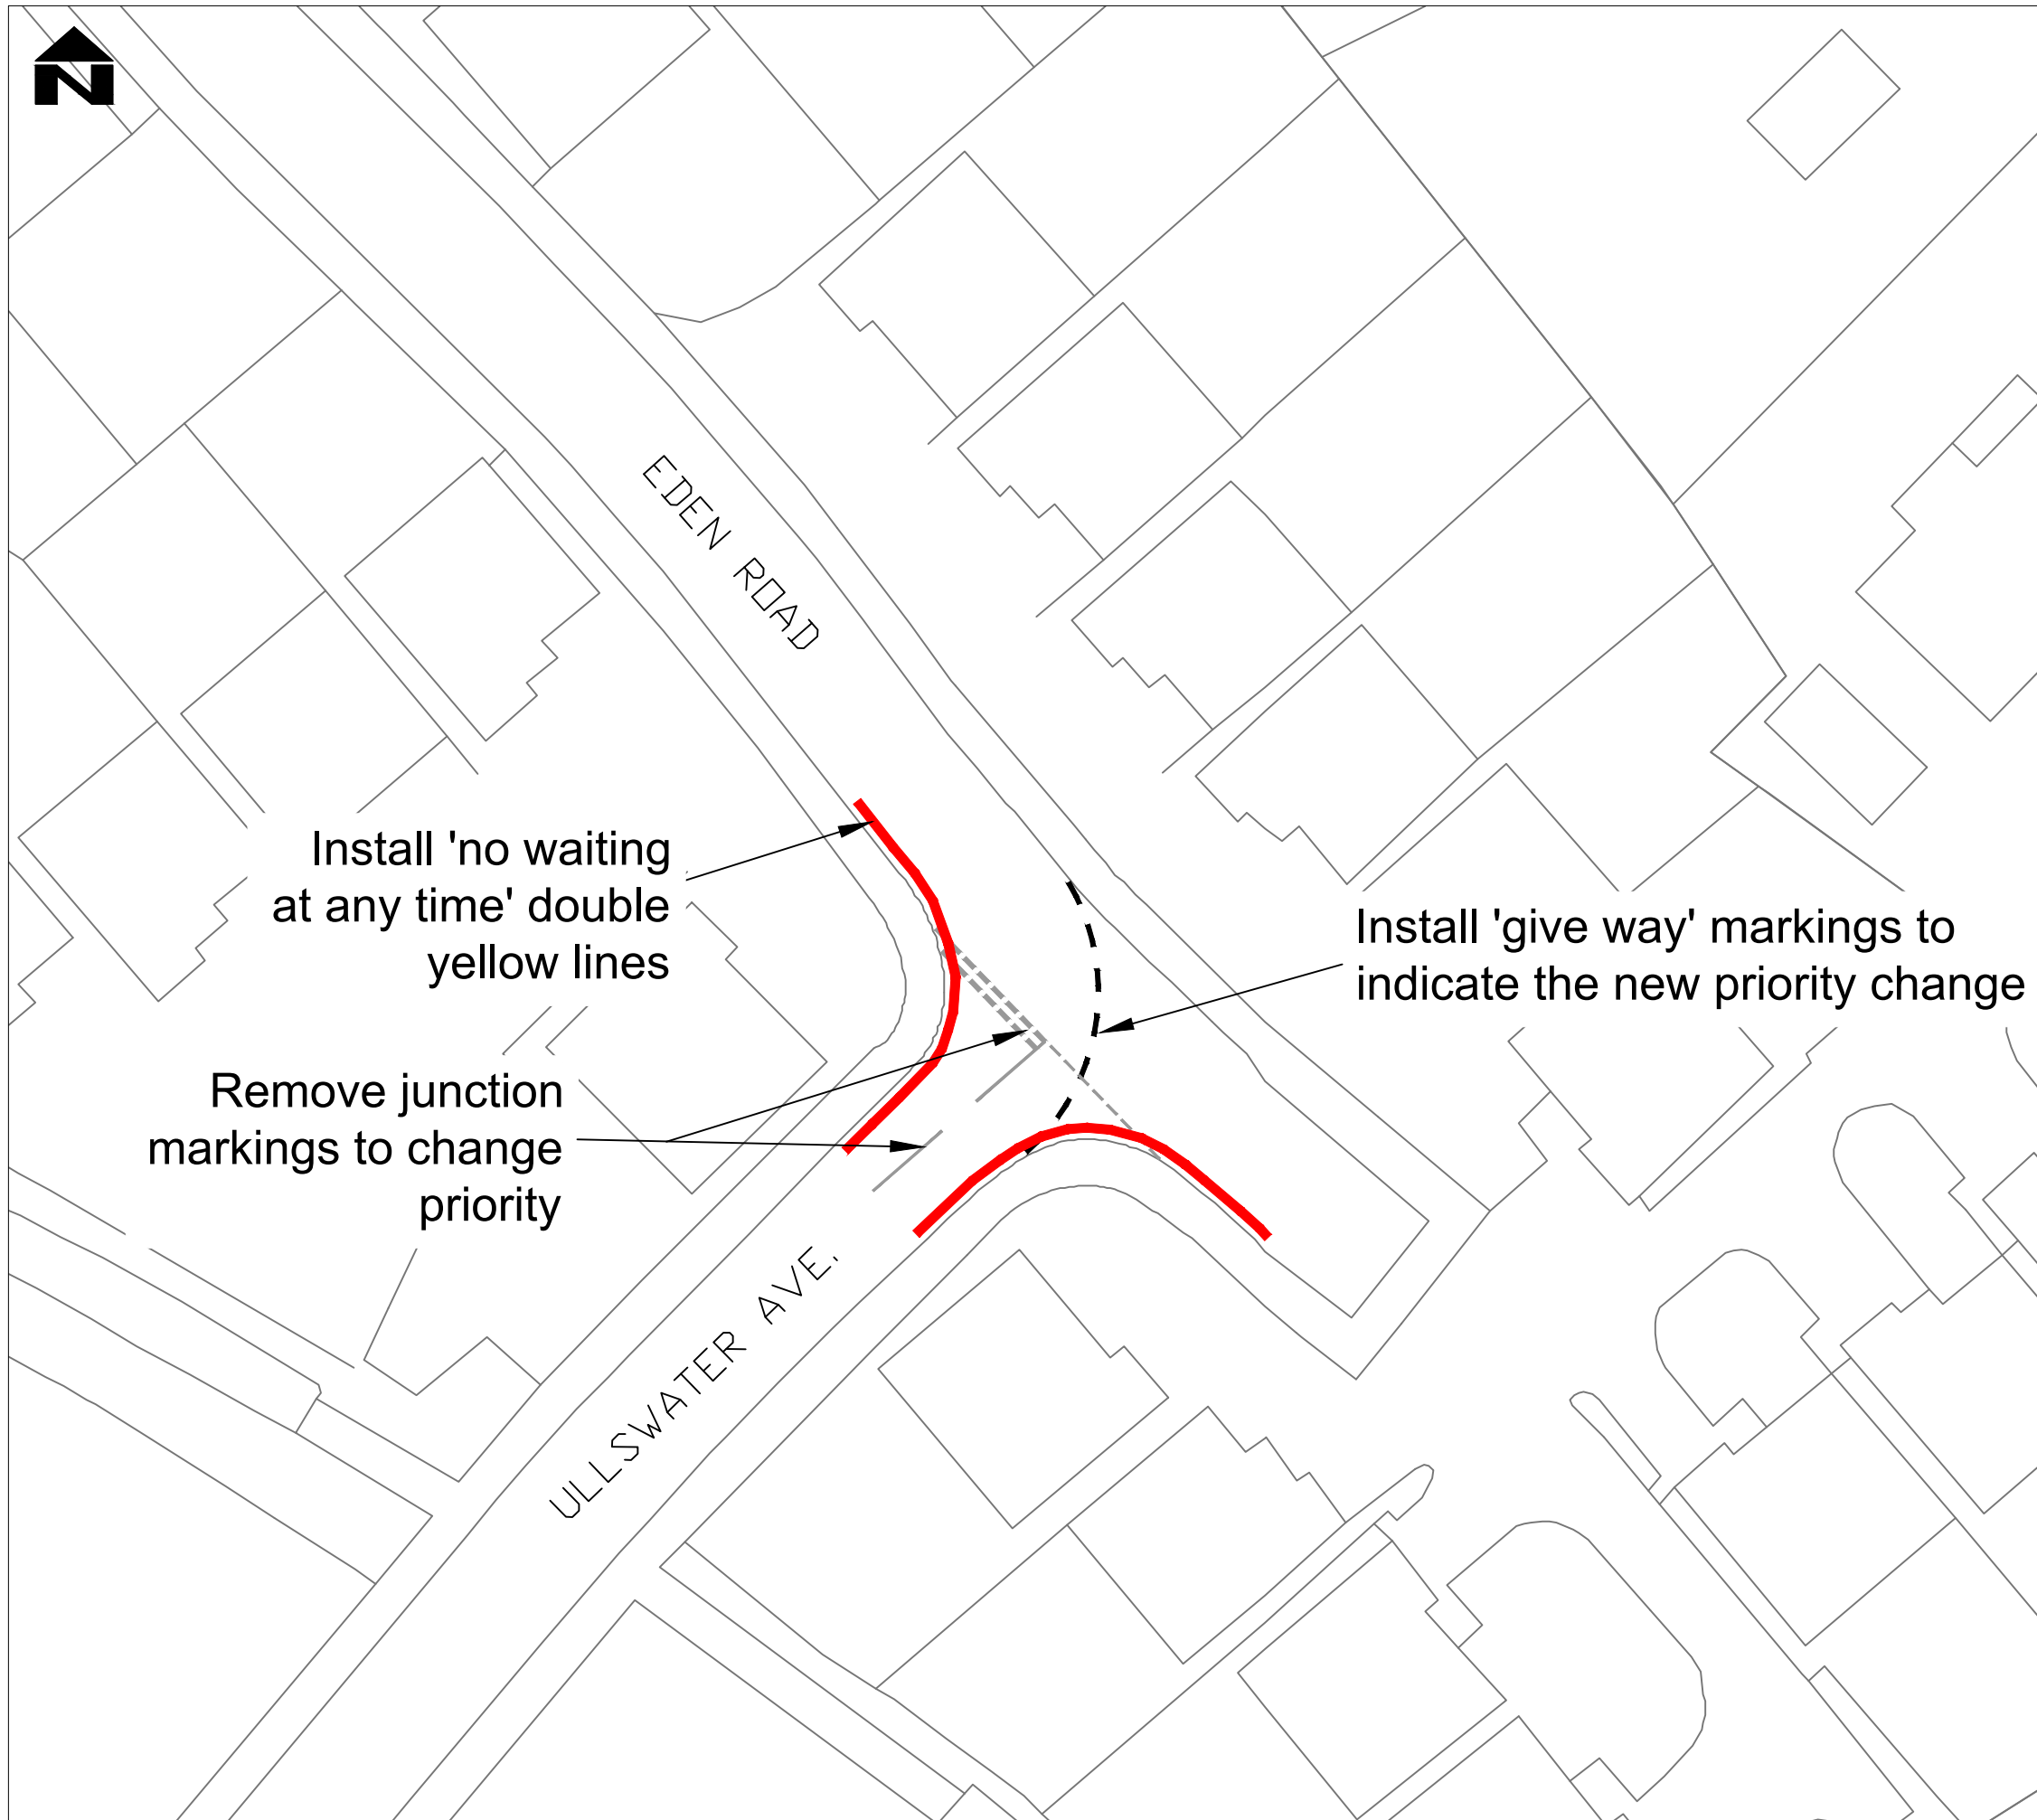 N
EDEN ROAD
Install 'no waiting
at any time' double
yellow lines
Install 'give way' markings to
indicate the new priority change
Remove junction
markings to change
priority
ULLSWATER AVE.